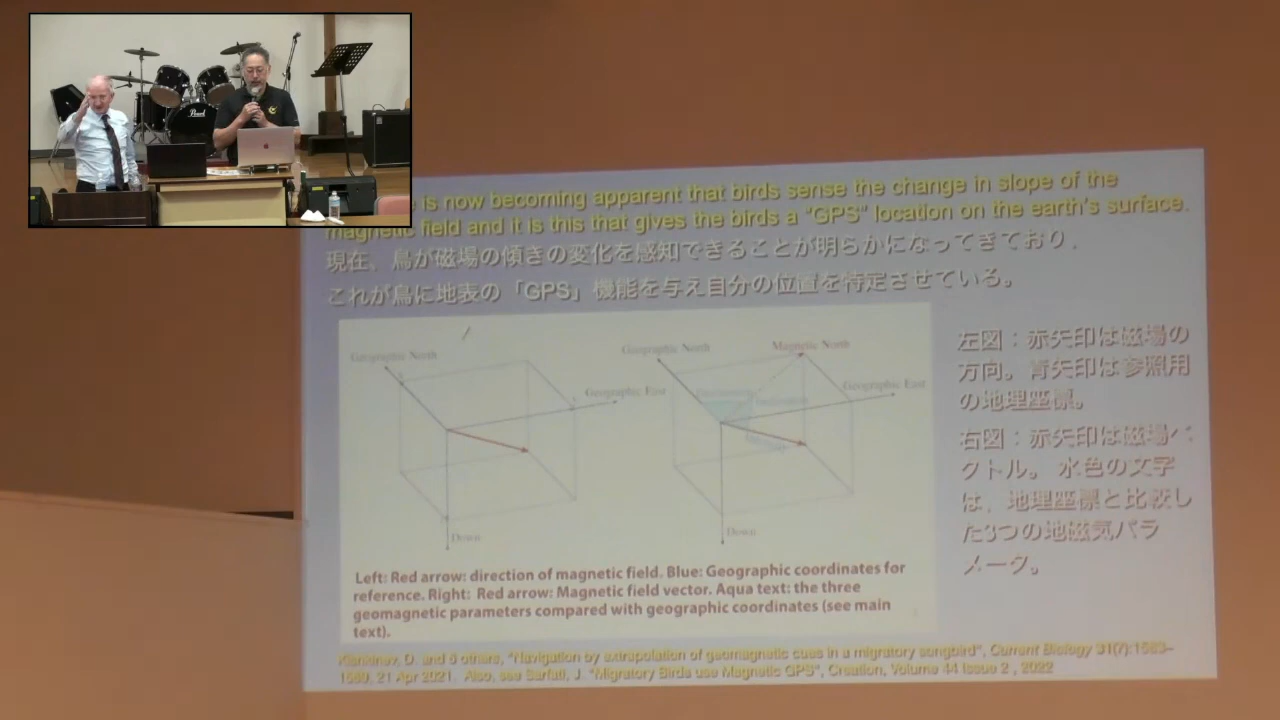 is now becoming apparent that birds sense the change in slope of the
magnetic field and it is this that gives the birds a "GPS" location on the earth's surface.
現在、鳥が磁場の傾きの変化を感知できることが明らかになってきており、
これが鳥に地表の「GPS」機能を与え自分の位置を特定させている。
Geographic North
Geographic East
Down
Geographic North
Magnetic North
Geographic East
Down
左図：赤矢印は磁場の
方向。青矢印は参照用
の地理座標。
右図：赤矢印は磁場ベ
クトル。水色の文字
は、地理座標と比較し
た3つの地磁気パラ
メータ。
Left: Red arrow: direction of magnetic field. Blue: Geographic coordinates for
reference. Right: Red arrow: Magnetic field vector. Aqua text: the three
geomagnetic parameters compared with geographic coordinates (see main
text).
D. and 5 others, "Navigation by extrapolation of geomagnetic cues in a migratory songbird", Current Biology 31(7):1563–
21 Apr 2021. Also, see Sarfati, J. "Migratory Birds use Magnetic GPS", Creation, Volume 44 Issue 2 , 2022
Pearl